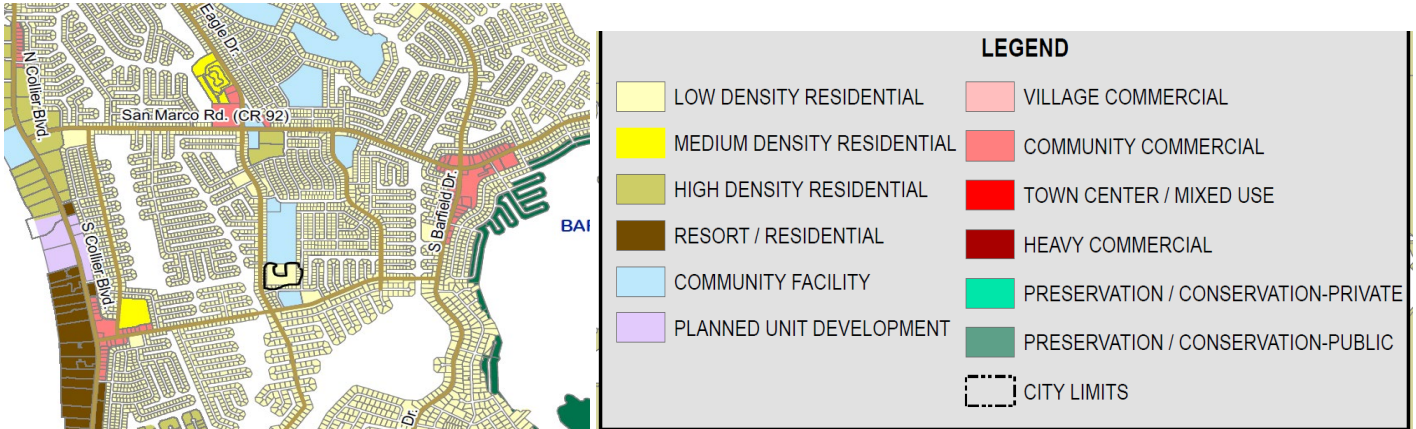 Eagle Dr.
N Collier Blvd.
San Marco Rd. (CR 92)
S Barfield Dr.
BAR
S Collier Blvd.
Dr.
LEGEND
LOW DENSITY RESIDENTIAL
MEDIUM DENSITY RESIDENTIAL
HIGH DENSITY RESIDENTIAL
RESORT / RESIDENTIAL
COMMUNITY FACILITY
PLANNED UNIT DEVELOPMENT
VILLAGE COMMERCIAL
COMMUNITY COMMERCIAL
TOWN CENTER / MIXED USE
HEAVY COMMERCIAL
PRESERVATION / CONSERVATION-PRIVATE
PRESERVATION / CONSERVATION-PUBLIC
CITY LIMITS